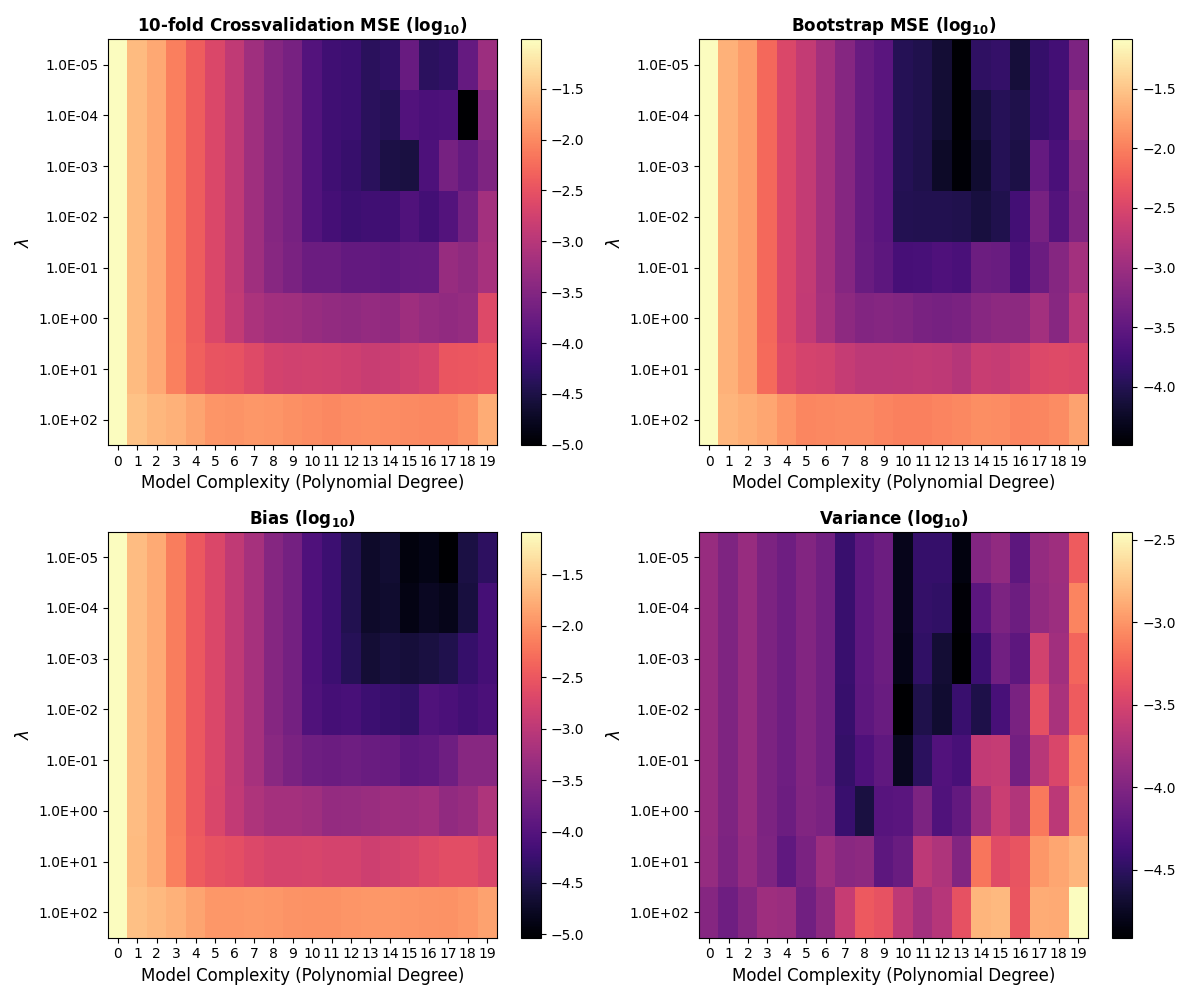 10-fold Crossvalidation MSE (log₁₀)
1.0E-05
1.0E-04
1.0E-03
1.0E-02
1.0E-01
1.0E+00
1.0E+01
1.0E+02
λ
0 1 2 3 4 5 6 7 8 9 10 11 12 13 14 15 16 17 18 19
Model Complexity (Polynomial Degree)
−1.5
−2.0
−2.5
−3.0
−3.5
−4.0
−4.5
−5.0
Bootstrap MSE (log₁₀)
1.0E-05
1.0E-04
1.0E-03
1.0E-02
1.0E-01
1.0E+00
1.0E+01
1.0E+02
λ
0 1 2 3 4 5 6 7 8 9 10 11 12 13 14 15 16 17 18 19
Model Complexity (Polynomial Degree)
−1.5
−2.0
−2.5
−3.0
−3.5
−4.0
Bias (log₁₀)
1.0E-05
1.0E-04
1.0E-03
1.0E-02
1.0E-01
1.0E+00
1.0E+01
1.0E+02
λ
0 1 2 3 4 5 6 7 8 9 10 11 12 13 14 15 16 17 18 19
Model Complexity (Polynomial Degree)
−1.5
−2.0
−2.5
−3.0
−3.5
−4.0
−4.5
−5.0
Variance (log₁₀)
1.0E-05
1.0E-04
1.0E-03
1.0E-02
1.0E-01
1.0E+00
1.0E+01
1.0E+02
λ
0 1 2 3 4 5 6 7 8 9 10 11 12 13 14 15 16 17 18 19
Model Complexity (Polynomial Degree)
−2.5
−3.0
−3.5
−4.0
−4.5